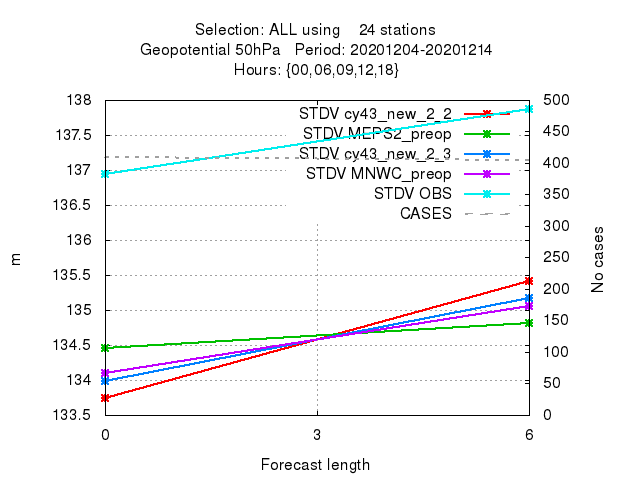 Selection: ALL using 24 stations
Geopotential 50hPa Period: 20201204-20201214
Hours: {00,06,09,12,18}
138 500
STDV cy43_new_2_2
137.5 450
STDV MEPS2_preop
STDV cy43_new_2_3
137 400
STDV MNWC_preop
350
STDV OBS
136.5
CASES
136 300
m No cases
250
135.5
200
135
150
134.5
100
134
50
133.5 0
0 3 6
Forecast length